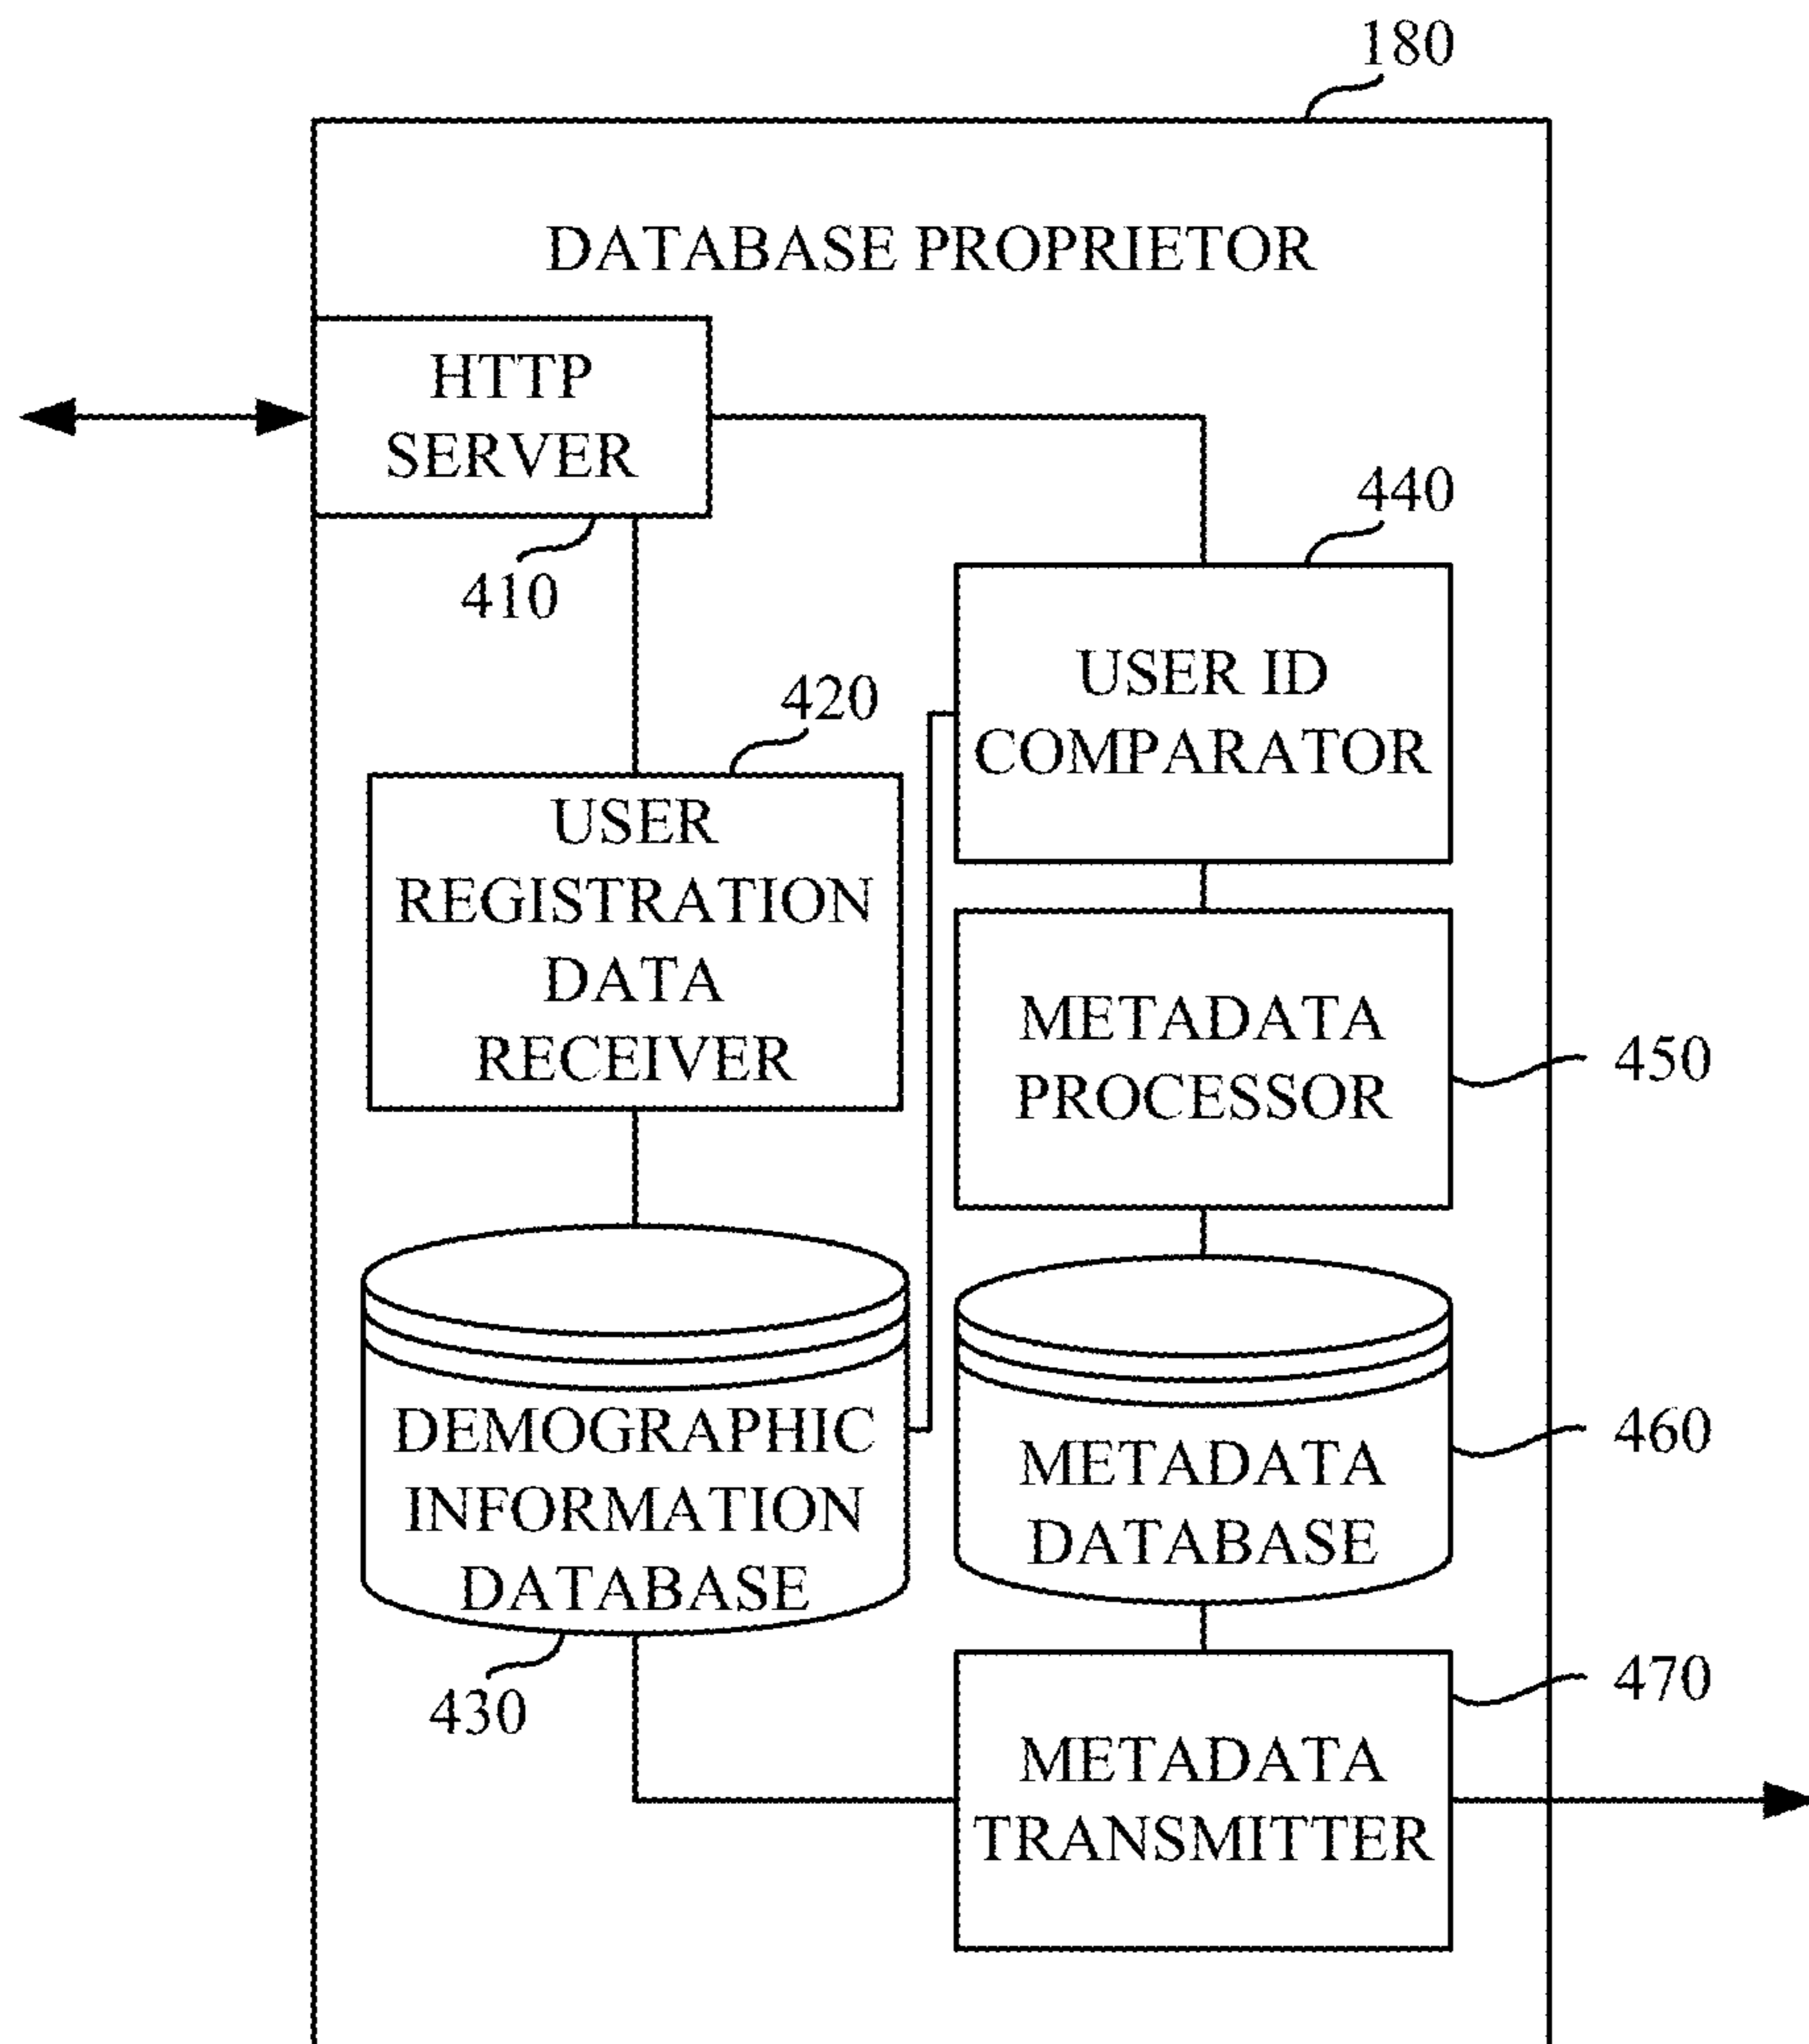 180
DATABASE PROPRIETOR
HTTP
SERVER
410
440
USER ID
COMPARATOR
420
USER
REGISTRATION
DATA
RECEIVER
METADATA
PROCESSOR
450
DEMOGRAPHIC
INFORMATION
DATABASE
430
METADATA
DATABASE
460
470
METADATA
TRANSMITTER